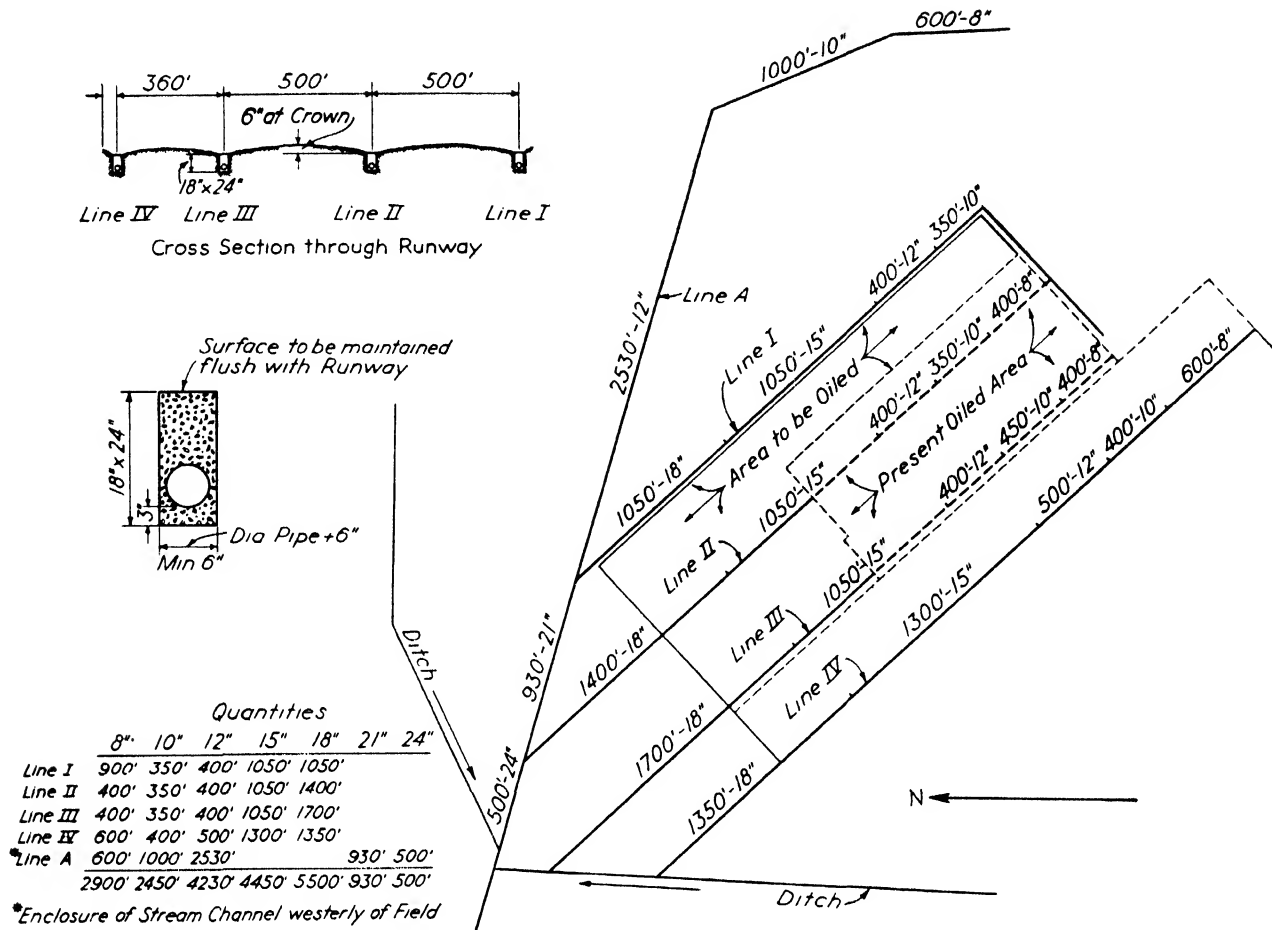 600'-8"
1000'-10"
360' 500' 500'
6" at Crown
18"x24"
Line IV Line III Line II Line I
Cross Section through Runway
Surface to be maintained
flush with Runway
18"x24"
3"
Dia Pipe+6"
Min 6"
Line A
2530'-12"
930'-21"
500'-24"
350'-10"
400'-12"
1050'-15"
Line I
1050'-18"
Area to be Oiled
400'-8"
350'-10"
400'-12"
1050'-15"
Line II
1400'-18"
Present Oiled Area
400'-8"
450'-10"
400'-12"
1050'-15"
Line III
1700'-18"
600'-8"
400'-10"
500'-12"
1300'-15"
Line IV
1350'-18"
Ditch
N
Ditch
Quantities
8" 10" 12" 15" 18" 21" 24"
Line I 900' 350' 400' 1050' 1050'
Line II 400' 350' 400' 1050' 1400'
Line III 400' 350' 400' 1050' 1700'
Line IV 600' 400' 500' 1300' 1350'
*Line A 600' 1000' 2530' 930' 500'
2900' 2450' 4230' 4450' 5500' 930' 500'
*Enclosure of Stream Channel westerly of Field